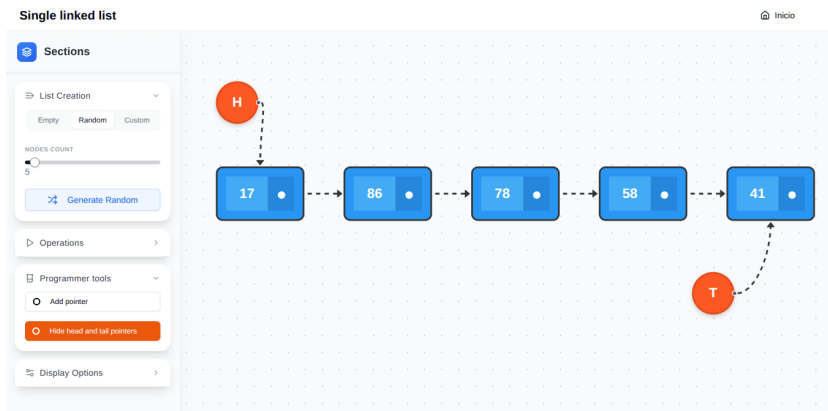 Single linked list
Inicio
Sections
List Creation
Empty Random Custom
NODES COUNT
5
Generate Random
Operations
Programmer tools
Add pointer
Hide head and tail pointers
Display Options
H
17 86 78 58 41
T